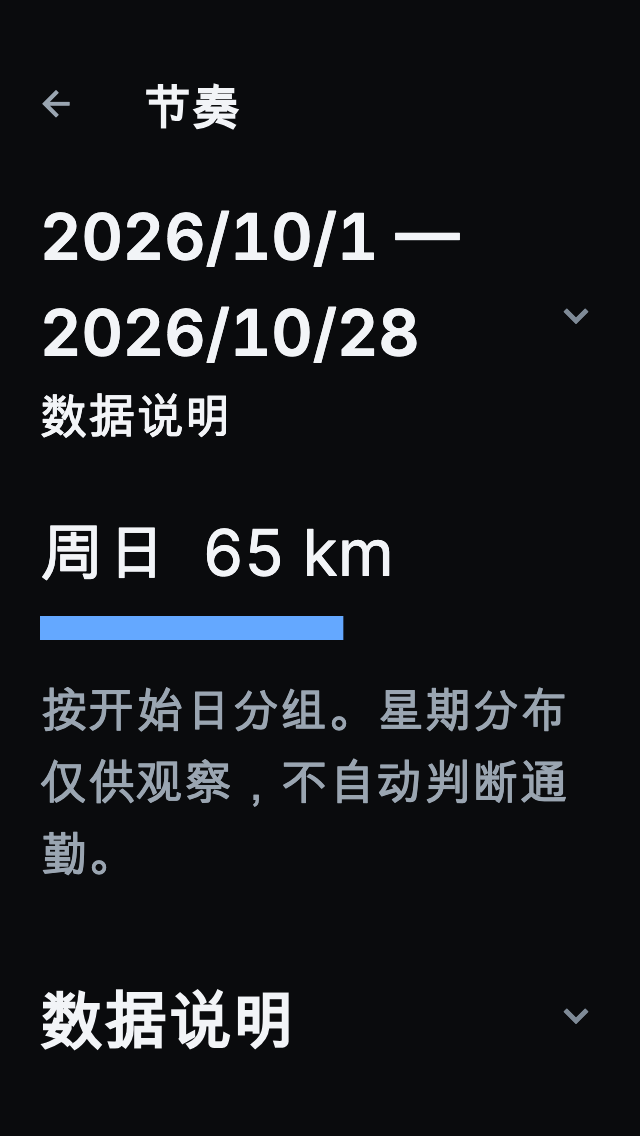 节奏
2026/10/1 —
2026/10/28
数据说明
周日 65 km
按开始日分组。星期分布
仅供观察，不自动判断通
勤。
数据说明